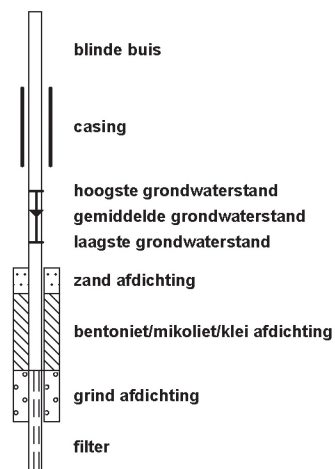 blinde buis
casing
hoogste grondwaterstand
gemiddelde grondwaterstand
laagste grondwaterstand
zand afdichting
bentoniet/mikoliet/klei afdichting
grind afdichting
filter